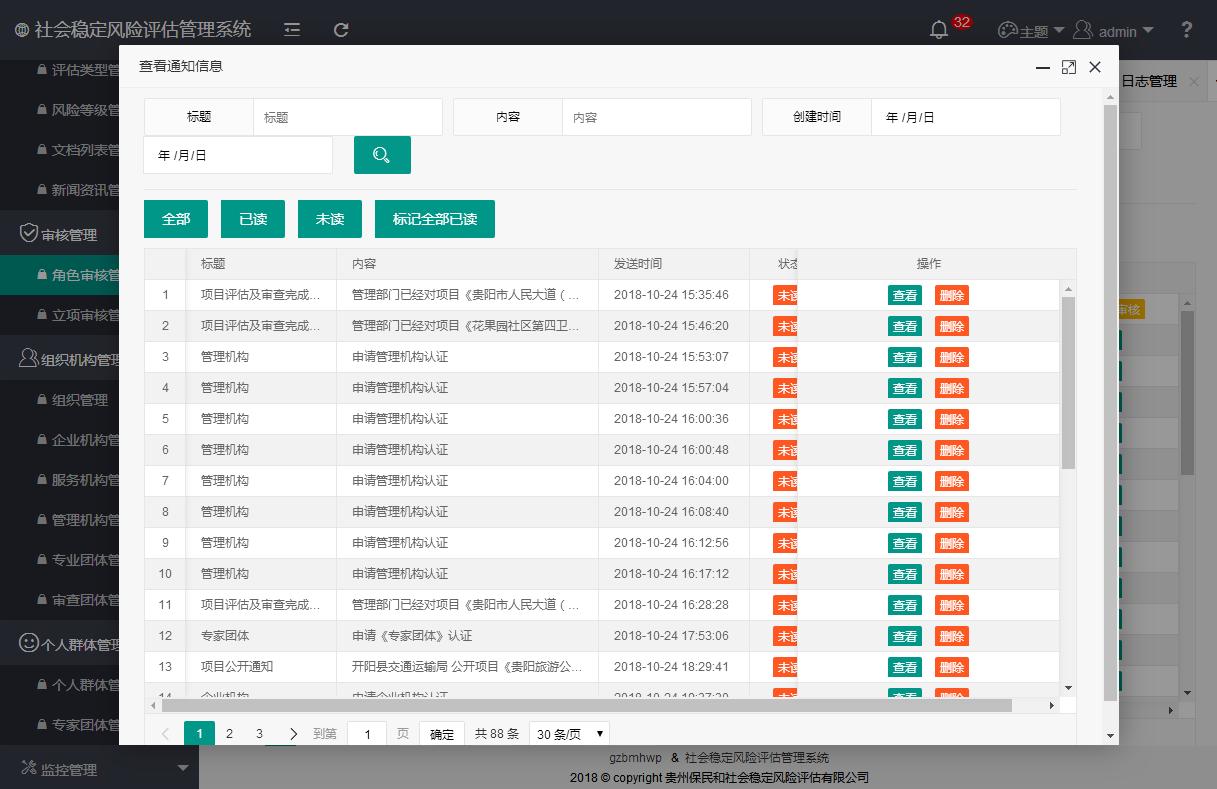 社会稳定风险评估管理系统 32 主题 admin ?
查看通知信息
评估类型管
风险等级管
文档列表管
新闻资讯管
审核管理
角色审核管
立项审核管
组织机构管理
组织管理
企业机构管
服务机构管
管理机构管
专业团体管
审查团体管
个人群体管理
个人群体管
专家团体管
监控管理
日志管理
审核
标题 标题 内容 内容 创建时间 年 /月/日
年 /月/日
全部 已读 未读 标记全部已读
标题 内容 发送时间 状态 操作
1 项目评估及审查完成... 管理部门已经对项目《贵阳市人民大道（... 2018-10-24 15:35:46 未读 查看 删除
2 项目评估及审查完成... 管理部门已经对项目《花果园社区第四卫... 2018-10-24 15:46:20 未读 查看 删除
3 管理机构 申请管理机构认证 2018-10-24 15:53:07 未读 查看 删除
4 管理机构 申请管理机构认证 2018-10-24 15:57:04 未读 查看 删除
5 管理机构 申请管理机构认证 2018-10-24 16:00:36 未读 查看 删除
6 管理机构 申请管理机构认证 2018-10-24 16:00:48 未读 查看 删除
7 管理机构 申请管理机构认证 2018-10-24 16:04:00 未读 查看 删除
8 管理机构 申请管理机构认证 2018-10-24 16:08:40 未读 查看 删除
9 管理机构 申请管理机构认证 2018-10-24 16:12:56 未读 查看 删除
10 管理机构 申请管理机构认证 2018-10-24 16:17:12 未读 查看 删除
11 项目评估及审查完成... 管理部门已经对项目《贵阳市人民大道（... 2018-10-24 16:28:28 未读 查看 删除
12 专家团体 申请《专家团体》认证 2018-10-24 17:53:06 未读 查看 删除
13 项目公开通知 开阳县交通运输局 公开项目《贵阳旅游公... 2018-10-24 18:29:41 未读 查看 删除
14 企业机构 申请企业机构认证
1 2 3 到第 1 页 确定 共 88 条 30 条/页
gzbmhwp & 社会稳定风险评估管理系统
2018 © copyright 贵州保民和社会稳定风险评估有限公司